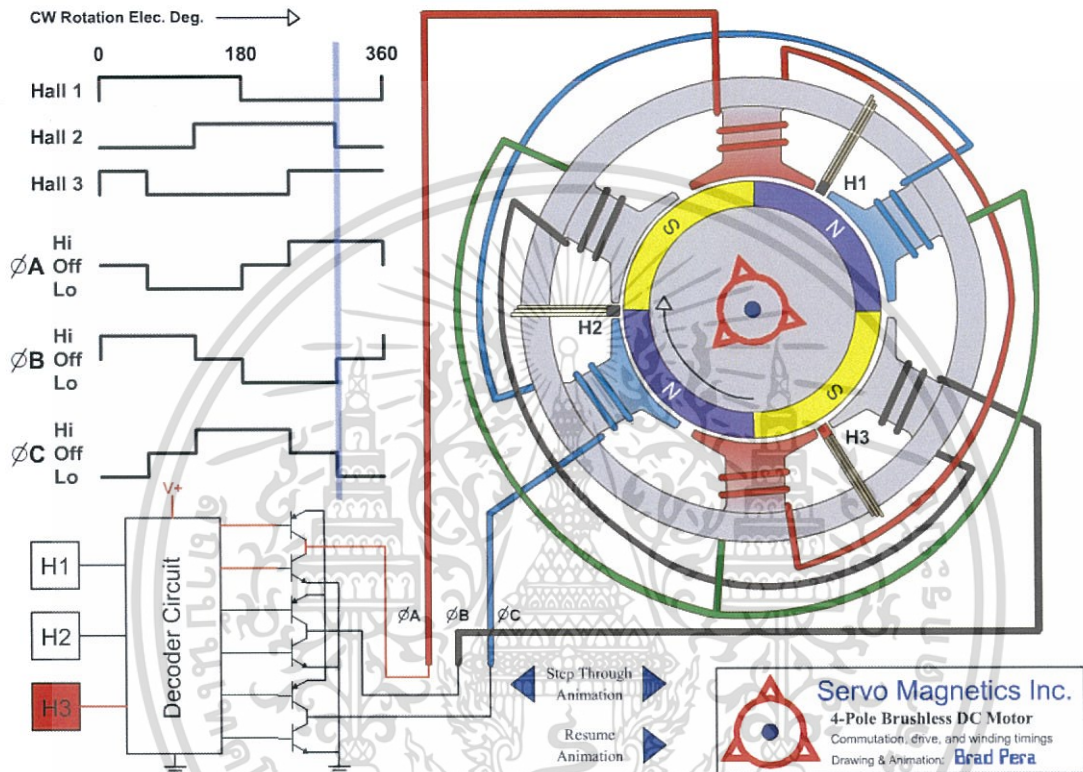 CW Rotation Elec. Deg.
0 180 360
Hall 1
Hall 2
Hall 3
ØA Hi
Off
Lo
ØB Hi
Off
Lo
ØC Hi
Off
Lo
V+
H1
H2
H3
Decoder Circuit
ØA ØB ØC
H1
H2
H3
S
N
N
S
Step Through
Animation
Resume
Animation
Servo Magnetics Inc.
4-Pole Brushless DC Motor
Commutation, drive, and winding timings
Drawing & Animation: Brad Pera